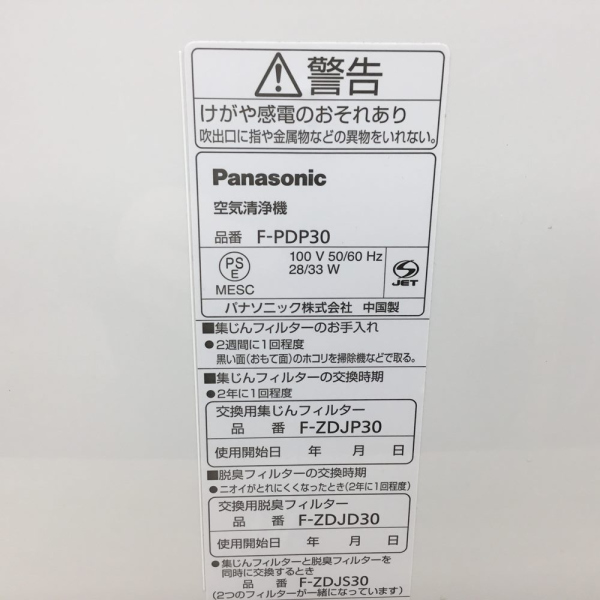 警告
けがや感電のおそれあり
吹出口に指や金属物などの異物をいれない。
Panasonic
空気清浄機
品番 F-PDP30
PS E
MESC
100 V 50/60 Hz
28/33 W
S
JET
パナソニック株式会社 中国製
■集じんフィルターのお手入れ
●2週間に1回程度
黒い面(おもて面)のホコリを掃除機などで取る。
■集じんフィルターの交換時期
●2年に1回程度
交換用集じんフィルター
品 番 F-ZDJP30
使用開始日 年 月 日
■脱臭フィルターの交換時期
●ニオイがとれにくくなったとき(2年に1回程度)
交換用脱臭フィルター
品 番 F-ZDJD30
使用開始日 年 月 日
●集じんフィルターと脱臭フィルターを
同時に交換するとき
品 番 F-ZDJS30
(2つのフィルターが一緒になっています)